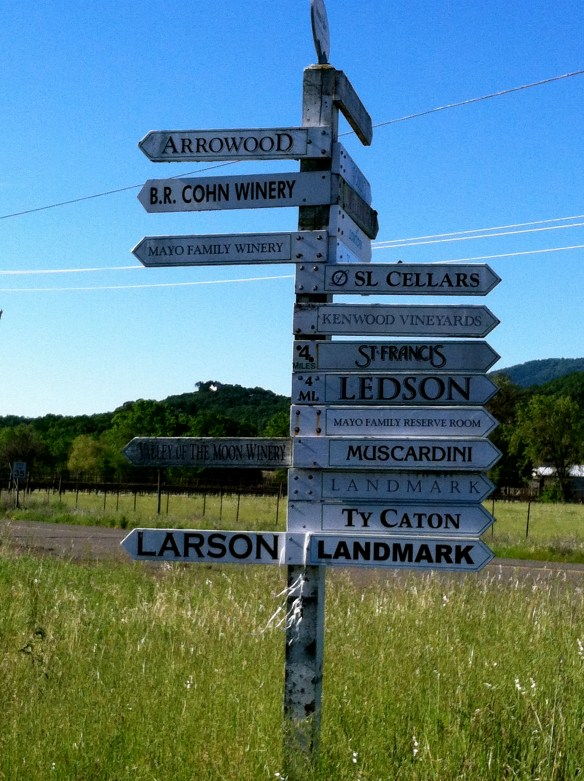 ARROWOOD
B.R. COHN WINERY
MAYO FAMILY WINERY
SL CELLARS
KENWOOD VINEYARDS
4 MILES ST FRANCIS
4 ML LEDSON
MAYO FAMILY RESERVE ROOM
VALLEY OF THE MOON WINERY
MUSCARDINI
LANDMARK
TY CATON
LARSON
LANDMARK